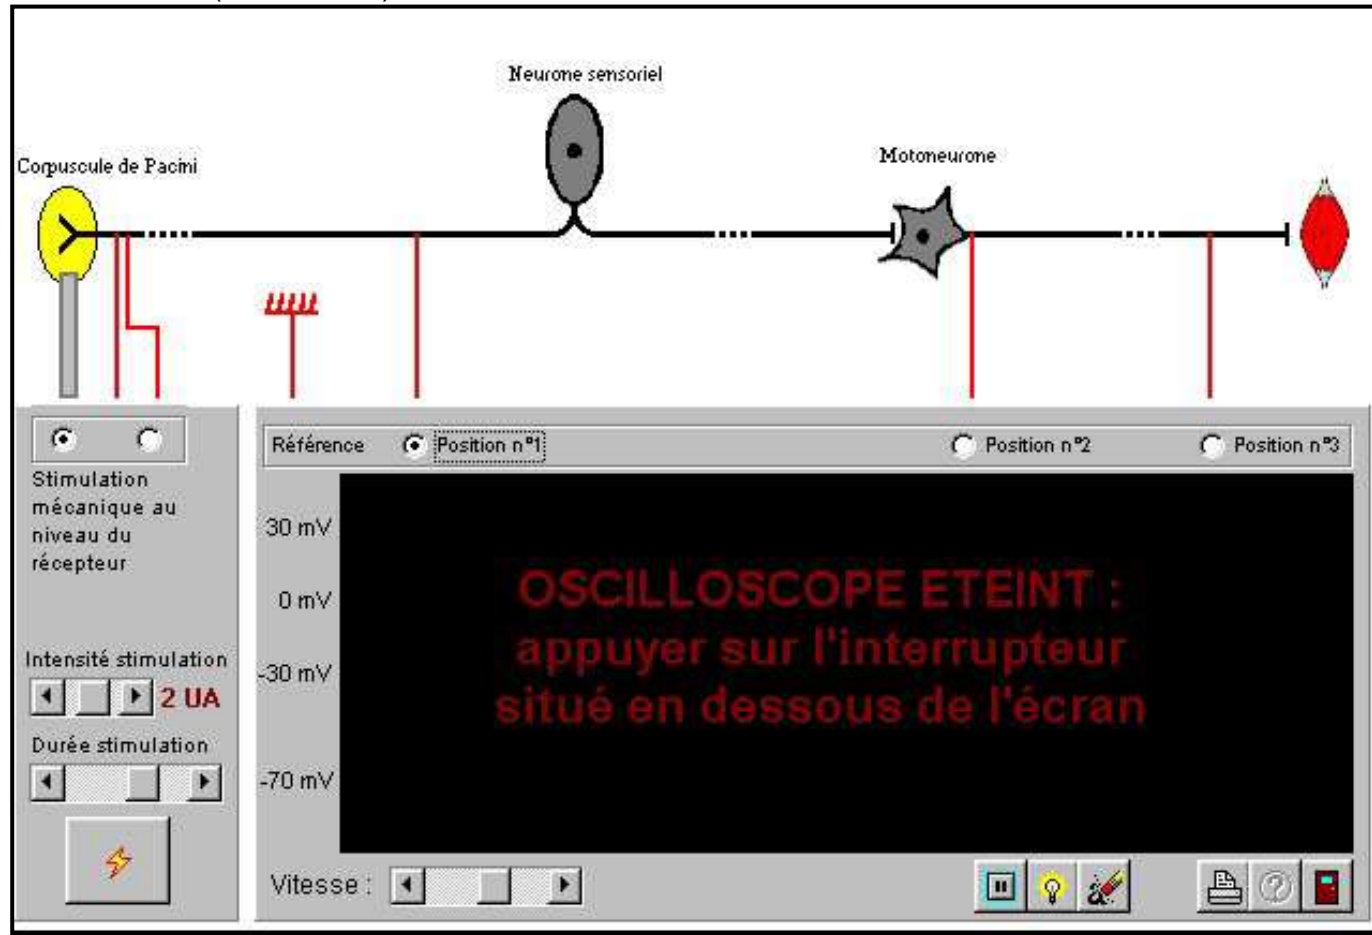 Neurone sensoriel
Motoneurone
Corpuscule de Pacini
Référence
Position n°1
Position n°2
Position n°3
Stimulation
mécanique au
niveau du
récepteur
30 mV
0 mV
-30 mV
-70 mV
OSCILLOSCOPE ETEINT :
appuyer sur l'interrupteur
situé en dessous de l'écran
Intensité stimulation
2 UA
Durée stimulation
Vitesse :